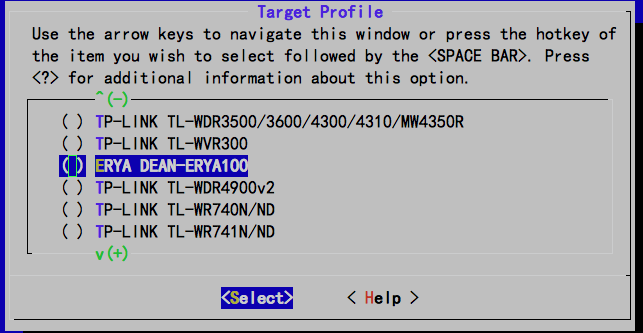 Target Profile
Use the arrow keys to navigate this window or press the hotkey of
the item you wish to select followed by the <SPACE BAR>. Press
<?> for additional information about this option.
^(-)
( ) TP-LINK TL-WDR3500/3600/4300/4310/MW4350R
( ) TP-LINK TL-WVR300
( ) ERYA DEAN-ERYA100
( ) TP-LINK TL-WDR4900v2
( ) TP-LINK TL-WR740N/ND
( ) TP-LINK TL-WR741N/ND
v(+)
<Select> < Help >